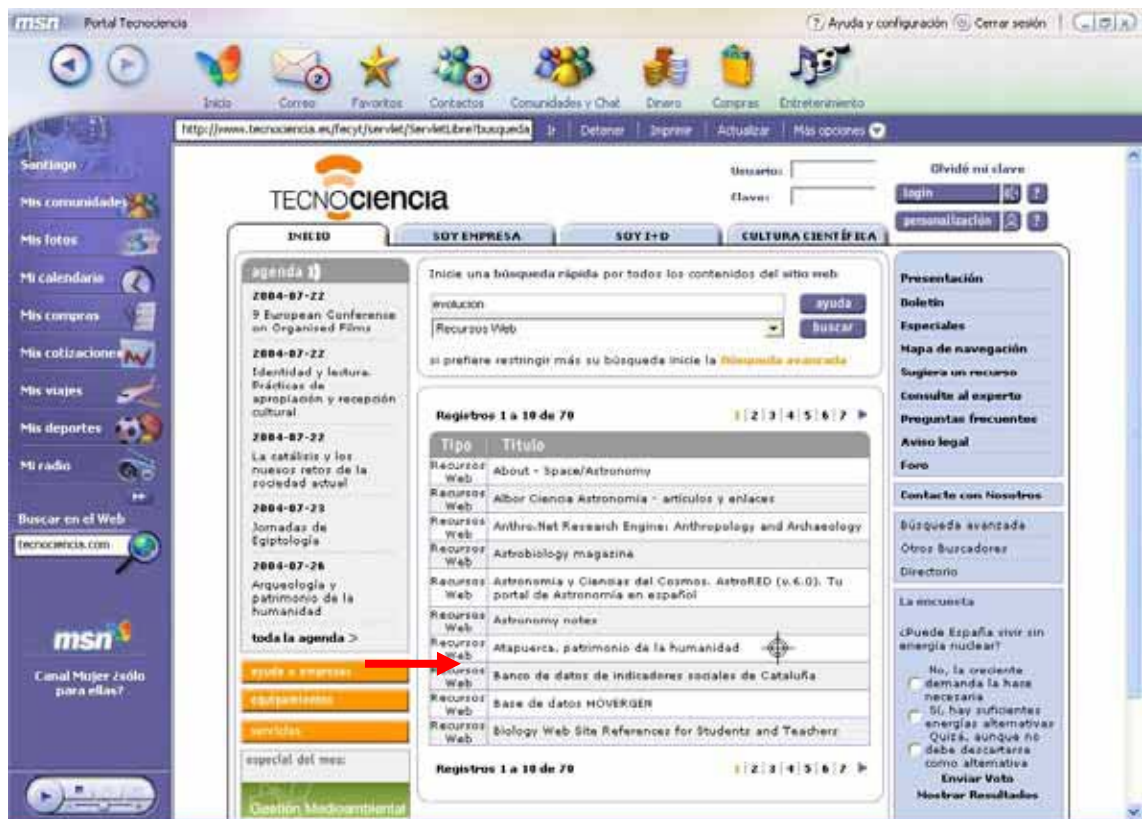 msn Portal Tecnociencia
Ayuda y configuración Cerrar sesión
2 3
Inicio Correo Favoritos Contactos Comunidades y Chat Dinero Compras Entretenimiento
http://www.tecnociencia.es/fecyt/servlet/ServletLibre?busqueda Ir Detener Imprimir Actualizar Más opciones
Santiago
Mis comunidades
Mis fotos
Mi calendario
Mis compras
Mis cotizaciones
Mis viajes
Mis deportes
Mi radio
Buscar en el Web
tecnociencia.com
msn
Canal Mujer ¿sólo
para ellas?
TECNOciencia
Usuario:
Clave:
Olvidé mi clave
login ?
personalización ?
INICIO SOY EMPRESA SOY I+D CULTURA CIENTÍFICA
agenda
2004-07-22
9 European Conference
on Organised Films
2004-07-22
Identidad y lectura.
Prácticas de
apropiación y recepción
cultural
2004-07-22
La catálisis y los
nuevos retos de la
sociedad actual
2004-07-23
Jornadas de
Egiptología
2004-07-26
Arqueología y
patrimonio de la
humanidad
toda la agenda >
ayuda a empresas
equipamientos
servicios
especial del mes:
Gestión Medioambiental
Inicie una búsqueda rápida por todos los contenidos del sitio web
evolucion
ayuda
Recursos Web
buscar
si prefiere restringir más su búsqueda inicie la Búsqueda avanzada
Registros 1 a 10 de 70 1 | 2 | 3 | 4 | 5 | 6 | 7
Tipo Título
Recursos Web About - Space/Astronomy
Recursos Web Albor Ciencia Astronomía - artículos y enlaces
Recursos Web Anthro.Net Research Engine: Anthropology and Archaeology
Recursos Web Astrobiology magazine
Recursos Web Astronomía y Ciencias del Cosmos. AstroRED (v.6.0). Tu
portal de Astronomía en español
Recursos Web Astronomy notes
Recursos Web Atapuerca, patrimonio de la humanidad
Recursos Web Banco de datos de indicadores sociales de Cataluña
Recursos Web Base de datos HOVERGEN
Recursos Web Biology Web Site References for Students and Teachers
Registros 1 a 10 de 70 1 | 2 | 3 | 4 | 5 | 6 | 7
Presentación
Boletín
Especiales
Mapa de navegación
Sugiera un recurso
Consulte al experto
Preguntas frecuentes
Aviso legal
Foro
Contacte con Nosotros
Búsqueda avanzada
Otros Buscadores
Directorio
La encuesta
¿Puede España vivir sin
energía nuclear?
No, la creciente
demanda la hace
necesaria
Sí, hay suficientes
energías alternativas
Quizá, aunque no
debe descartarse
como alternativa
Enviar Voto
Mostrar Resultados